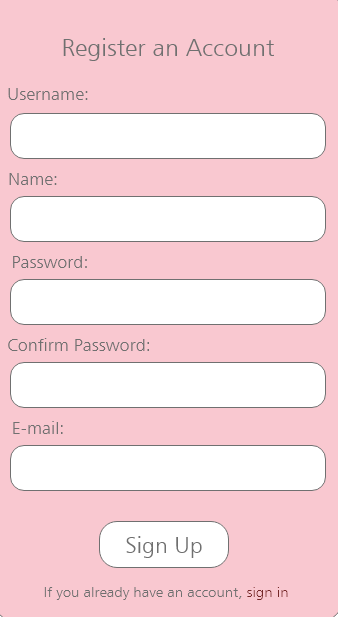 Register an Account
Username:
Name:
Password:
Confirm Password:
E-mail:
Sign Up
If you already have an account, sign in